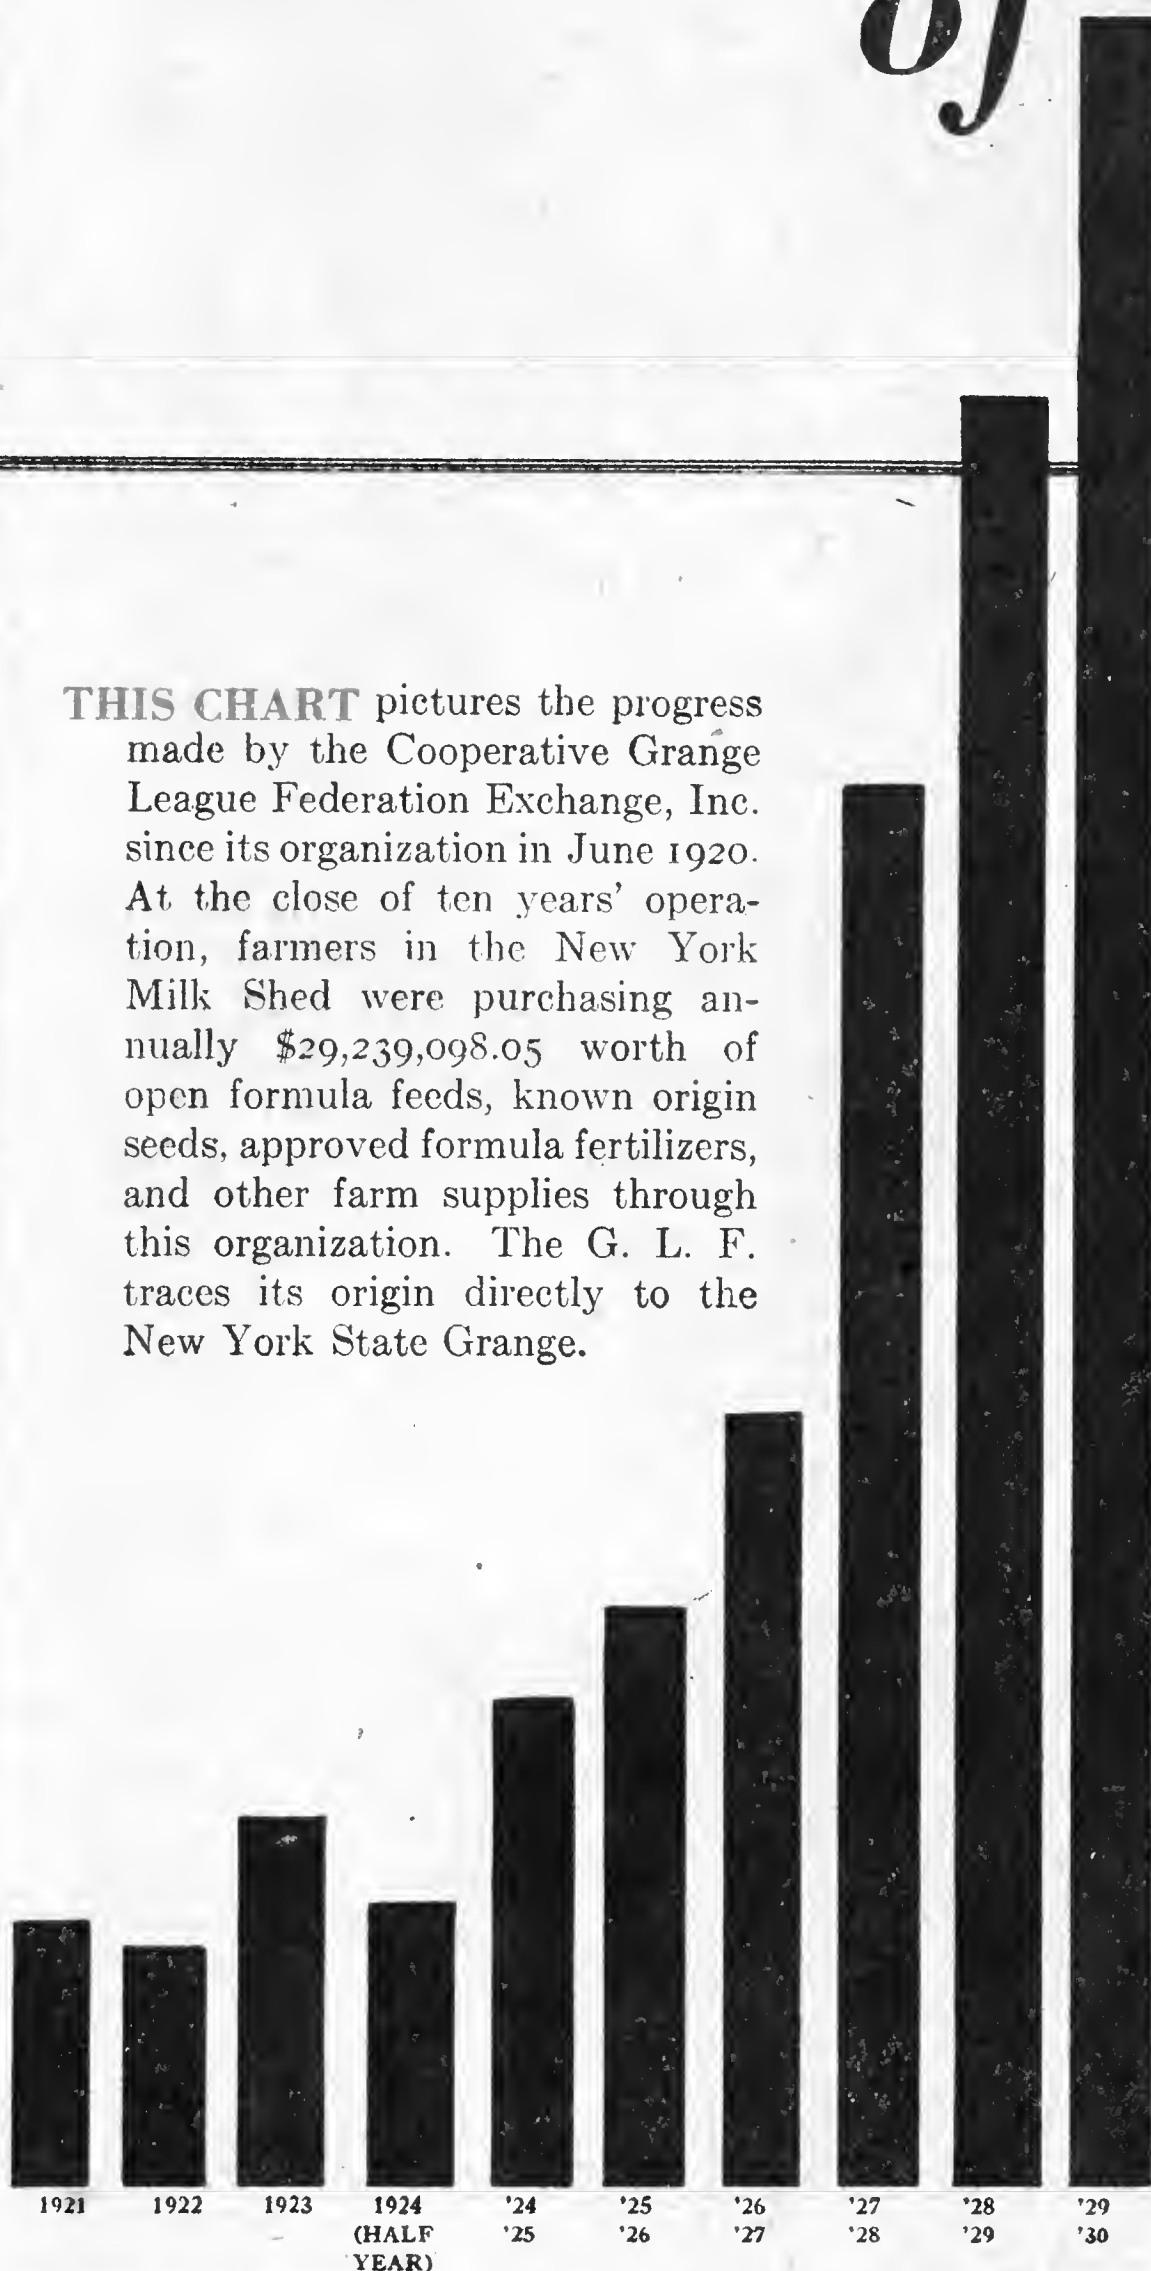 of
THIS CHART pictures the progress
made by the Cooperative Grange
League Federation Exchange, Inc.
since its organization in June 1920.
At the close of ten years' opera-
tion, farmers in the New York
Milk Shed were purchasing an-
nually $29,239,098.05 worth of
open formula feeds, known origin
seeds, approved formula fertilizers,
and other farm supplies through
this organization. The G. L. F.
traces its origin directly to the
New York State Grange.
1921 1922 1923 1924 '24 '25 '26 '27 '28 '29
(HALF '25 '26 '27 '28 '29 '30
YEAR)